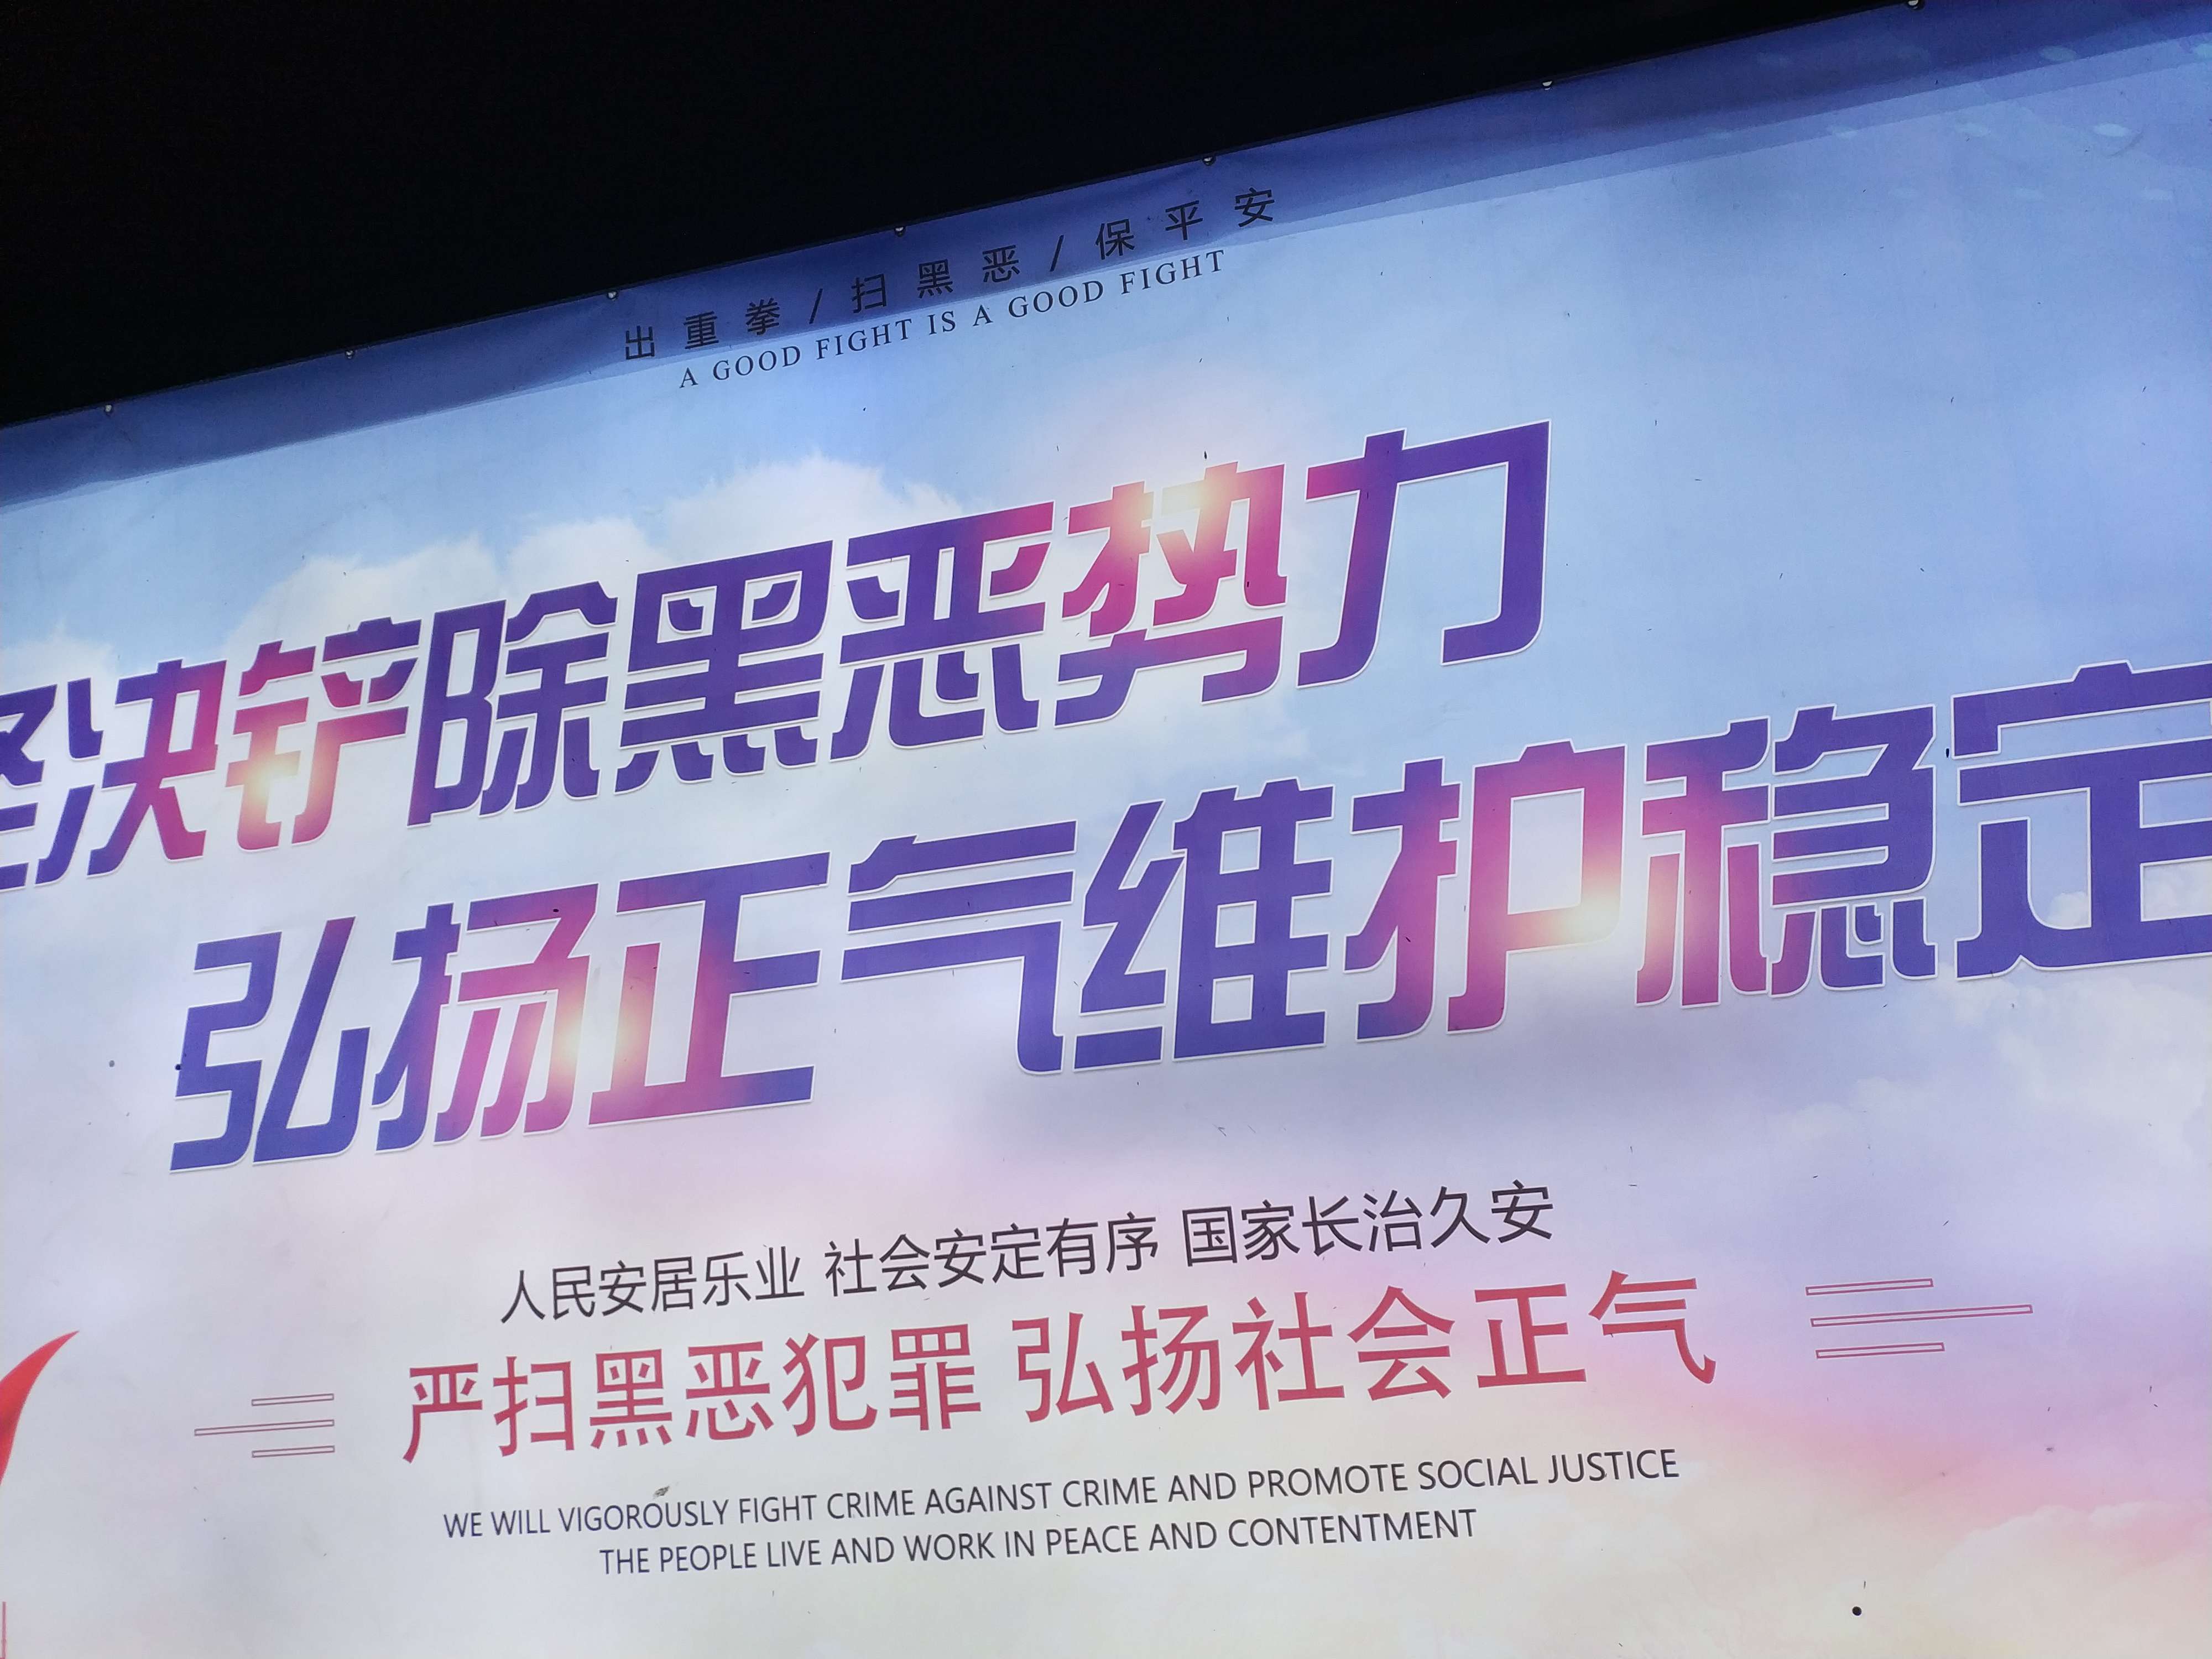 出重拳/扫黑恶/保平安
A GOOD FIGHT IS A GOOD FIGHT
坚决铲除黑恶势力
弘扬正气维护稳定
人民安居乐业 社会安定有序 国家长治久安
严扫黑恶犯罪 弘扬社会正气
WE WILL VIGOROUSLY FIGHT CRIME AGAINST CRIME AND PROMOTE SOCIAL JUSTICE
THE PEOPLE LIVE AND WORK IN PEACE AND CONTENTMENT